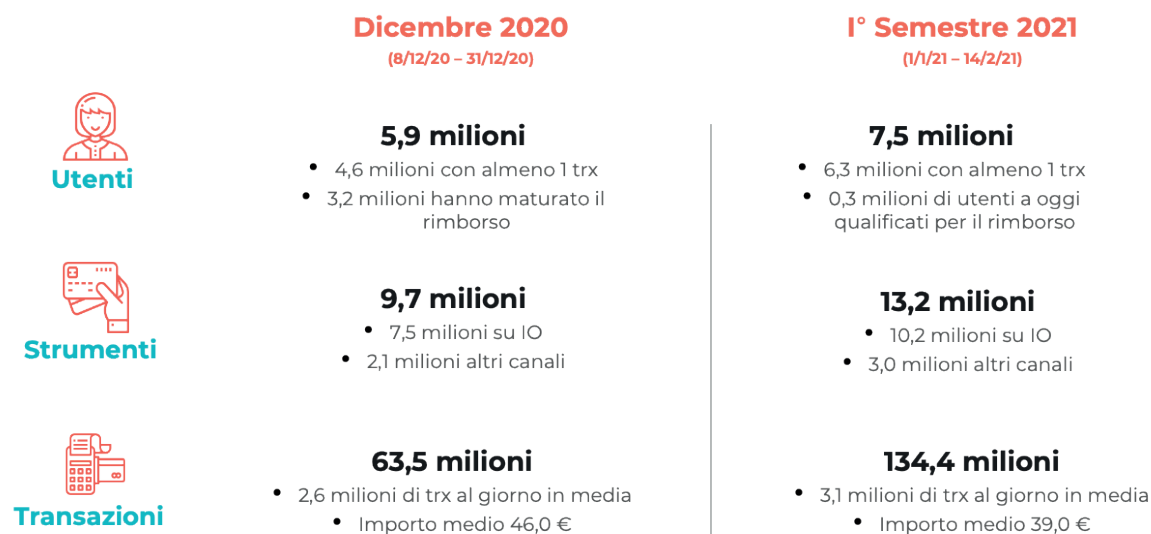 Dicembre 2020
(8/12/20 – 31/12/20)
I° Semestre 2021
(1/1/21 – 14/2/21)
Utenti
5,9 milioni
• 4,6 milioni con almeno 1 trx
• 3,2 milioni hanno maturato il
rimborso
7,5 milioni
• 6,3 milioni con almeno 1 trx
• 0,3 milioni di utenti a oggi
qualificati per il rimborso
Strumenti
9,7 milioni
• 7,5 milioni su IO
• 2,1 milioni altri canali
13,2 milioni
• 10,2 milioni su IO
• 3,0 milioni altri canali
Transazioni
63,5 milioni
• 2,6 milioni di trx al giorno in media
• Importo medio 46,0 €
134,4 milioni
• 3,1 milioni di trx al giorno in media
• Importo medio 39,0 €